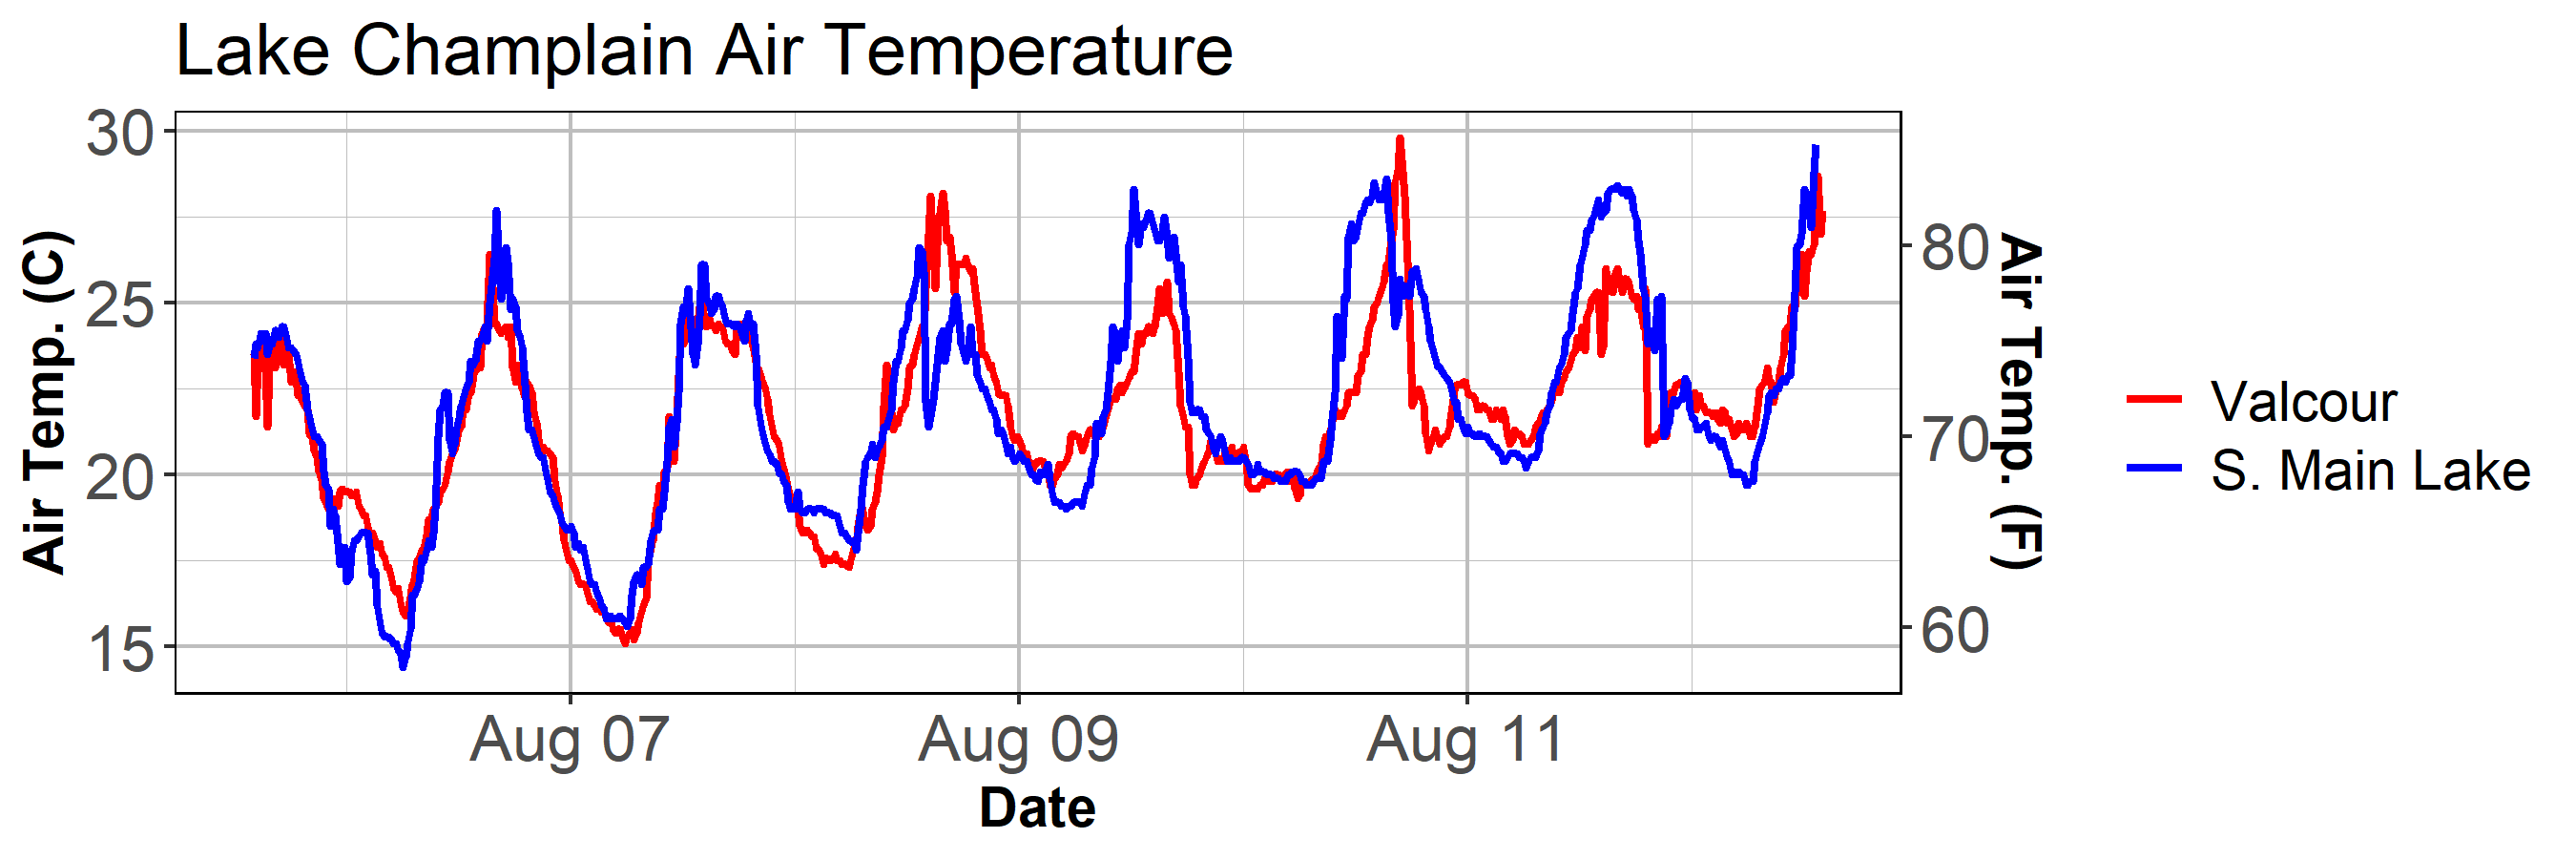 Lake Champlain Air Temperature
Air Temp. (C)
30
25
20
15
80
70
60
Air Temp. (F)
Aug 07
Aug 09
Aug 11
Date
Valcour
S. Main Lake